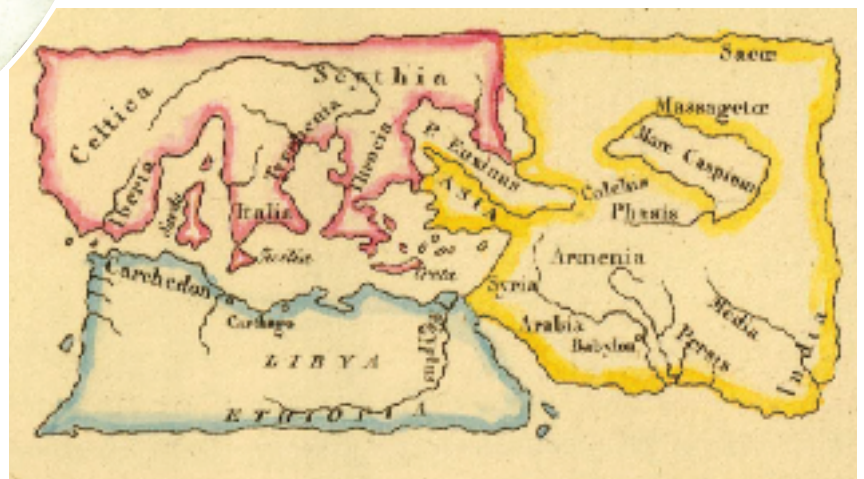 Sacæ
Scythia
Celtica
Massagetæ
Mare Caspium
P. Euxinus
Thracia
Iberia
ASIA
Colchis
Phasis
Sardo
Italia
Armenia
Creta
Carchedon
Syria
Media
Arabia
Carthago
Babylon
Persis
India
Ægyptus
LIBYA
ETHIOPIA